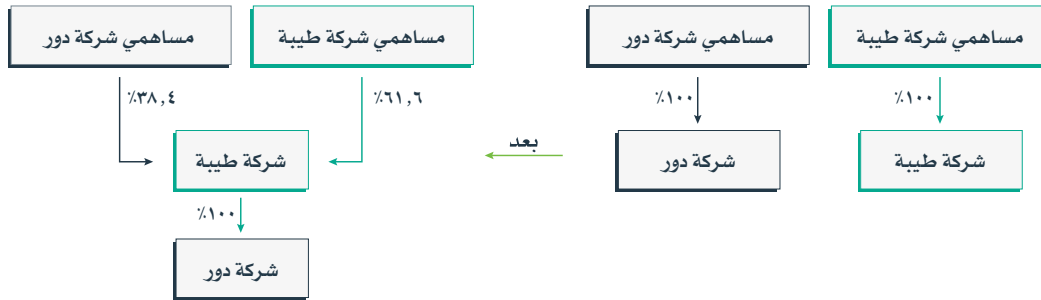 مساهمي شركة طيبة
مساهمي شركة دور
٪١٠٠
٪١٠٠
شركة طيبة
شركة دور
بعد
مساهمي شركة طيبة
مساهمي شركة دور
٪٦١,٦
٪٣٨,٤
شركة طيبة
٪١٠٠
شركة دور